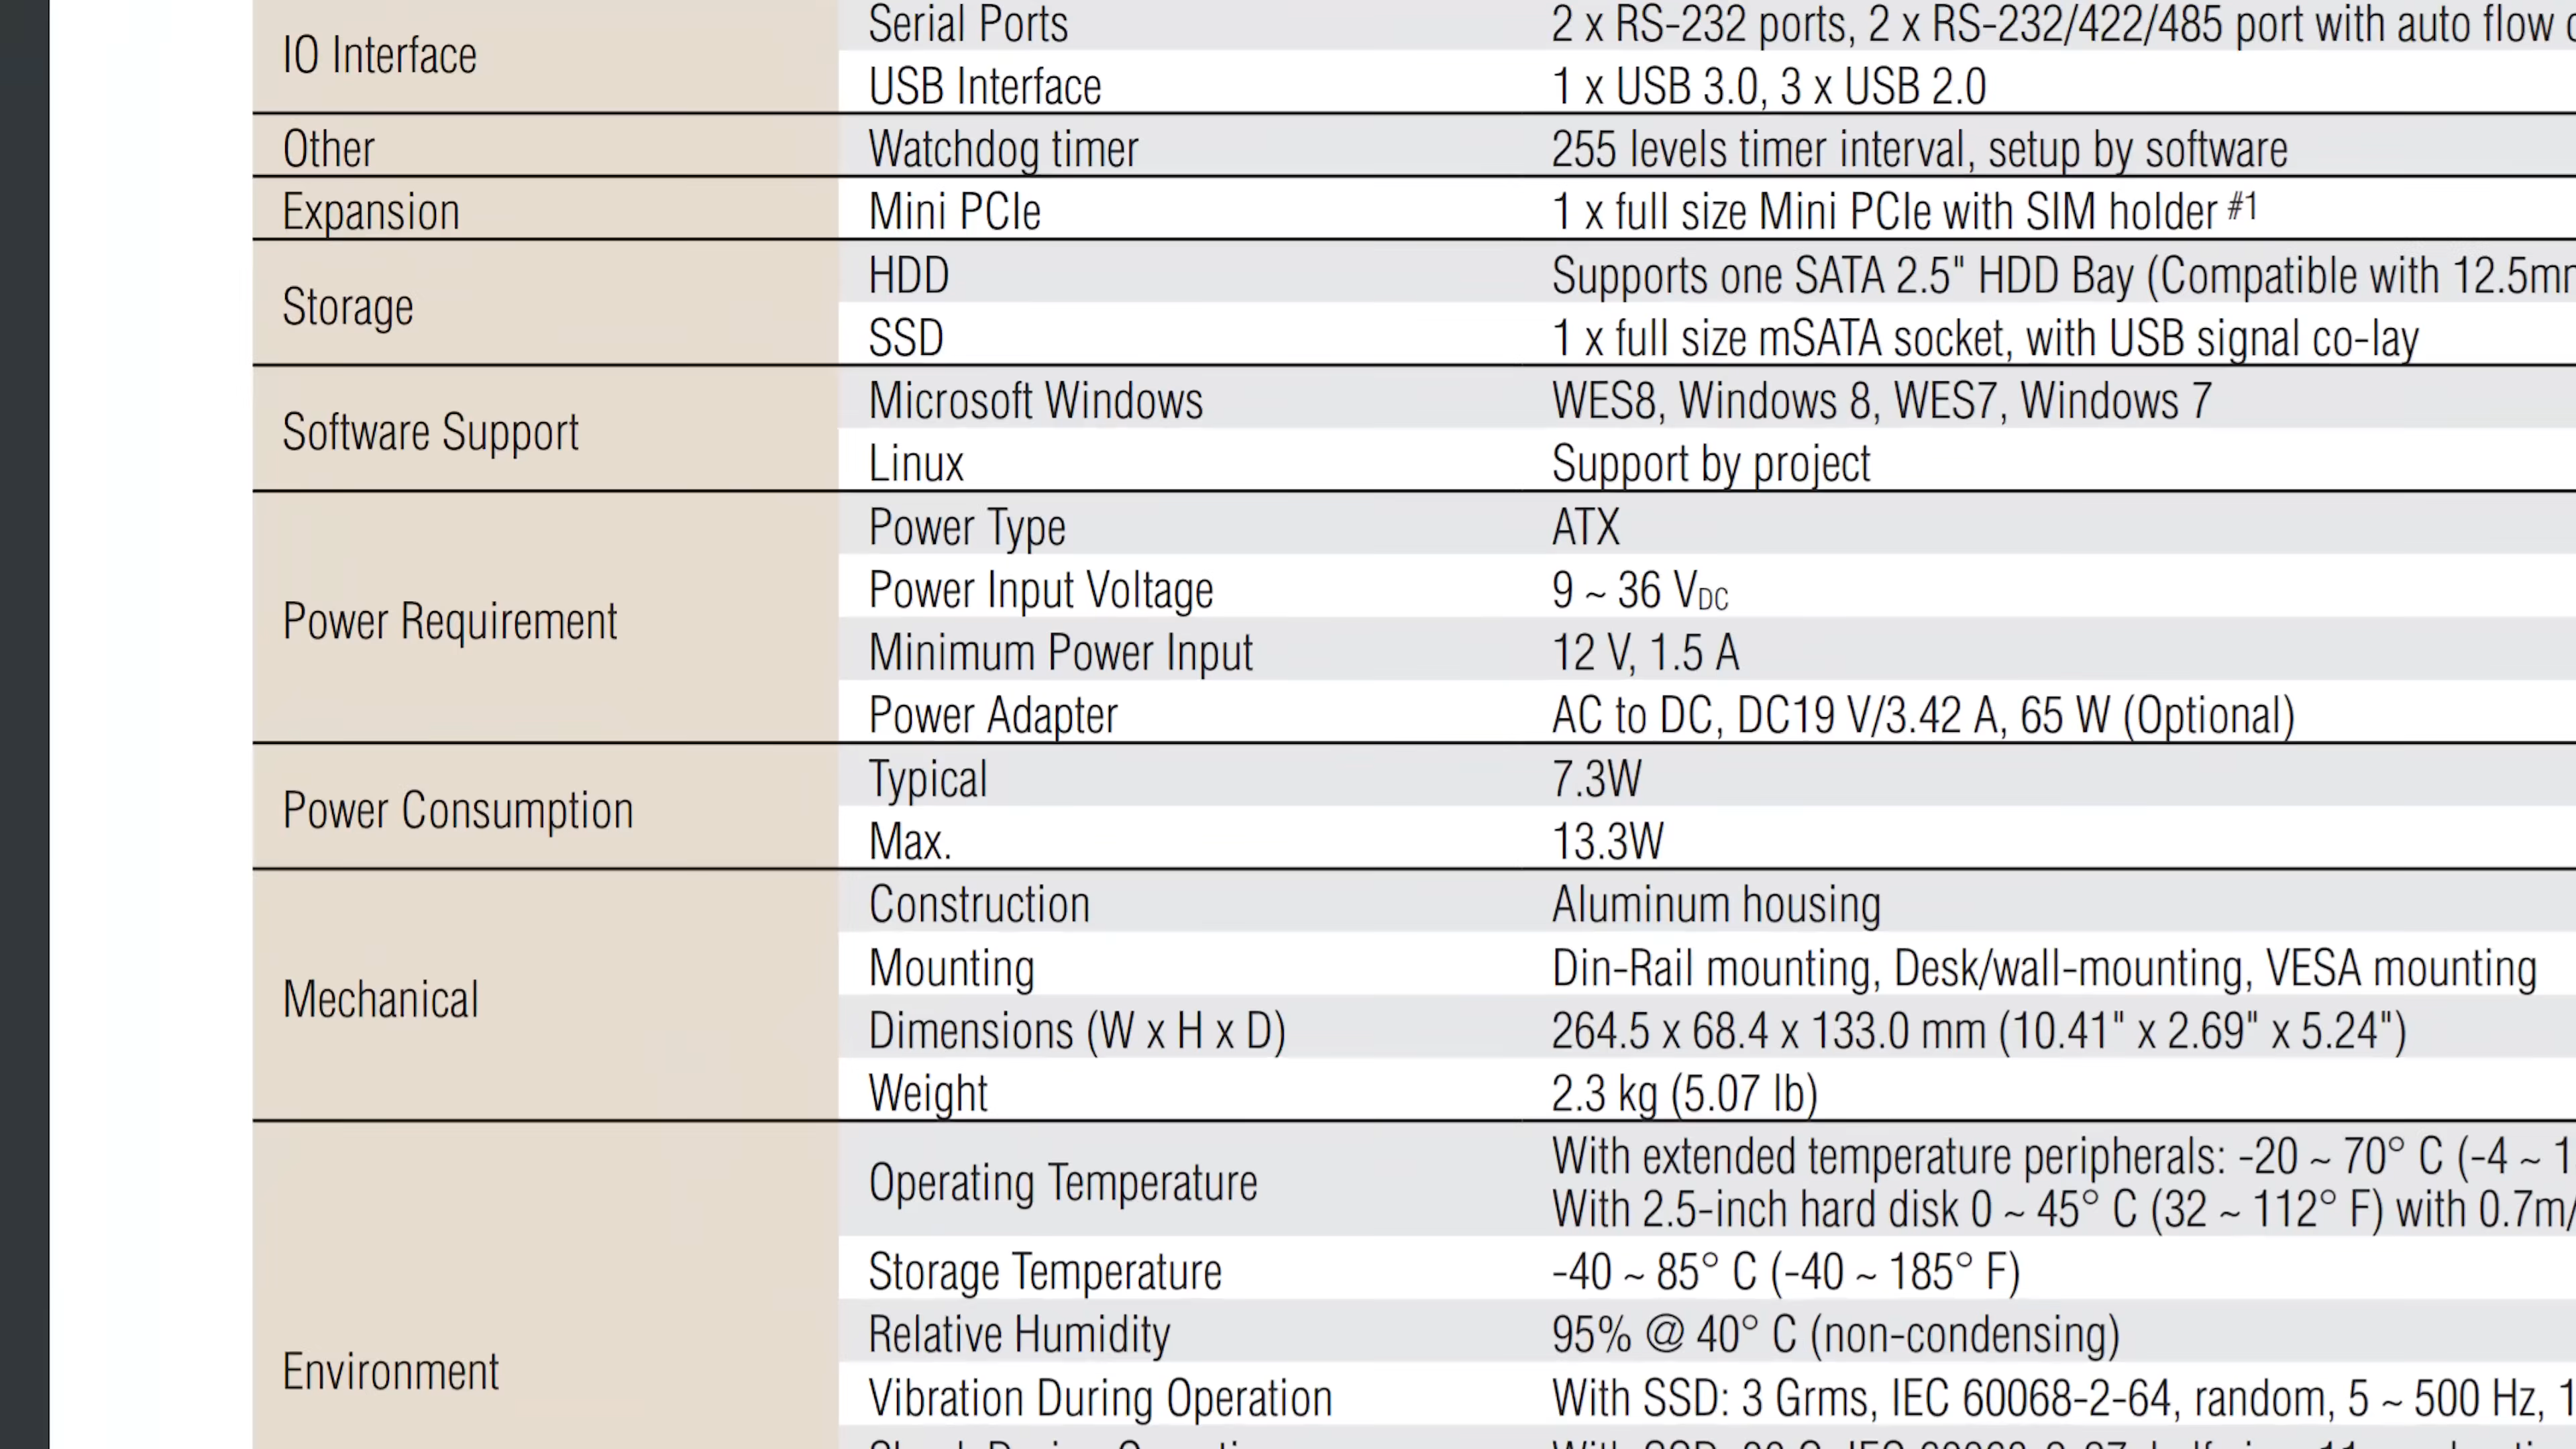 Serial Ports 2 x RS-232 ports, 2 x RS-232/422/485 port with auto flow
IO Interface
USB Interface 1 x USB 3.0, 3 x USB 2.0
Other Watchdog timer 255 levels timer interval, setup by software
Expansion Mini PCIe 1 x full size Mini PCIe with SIM holder #1
HDD Supports one SATA 2.5" HDD Bay (Compatible with
Storage
SSD 1 x full size mSATA socket, with USB signal co-lay
Microsoft Windows WES8, Windows 8, WES7, Windows 7
Software Support
Linux Support by project
Power Type ATX
Power Input Voltage 9 ~ 36 VDC
Power Requirement
Minimum Power Input 12 V, 1.5 A
Power Adapter AC to DC, DC19 V/3.42 A, 65 W (Optional)
Typical 7.3W
Power Consumption
Max. 13.3W
Construction Aluminum housing
Mounting Din-Rail mounting, Desk/wall-mounting, VESA mounting
Mechanical
Dimensions (W x H x D) 264.5 x 68.4 x 133.0 mm (10.41" x 2.69" x 5.24")
Weight 2.3 kg (5.07 lb)
With extended temperature peripherals: -20 ~ 70° C (-4 ~
Operating Temperature
With 2.5-inch hard disk 0 ~ 45° C (32 ~ 112° F) with
Storage Temperature -40 ~ 85° C (-40 ~ 185° F)
Relative Humidity 95% @ 40° C (non-condensing)
Environment
Vibration During Operation With SSD: 3 Grms, IEC 60068-2-64, random, 5 ~ 500 Hz,